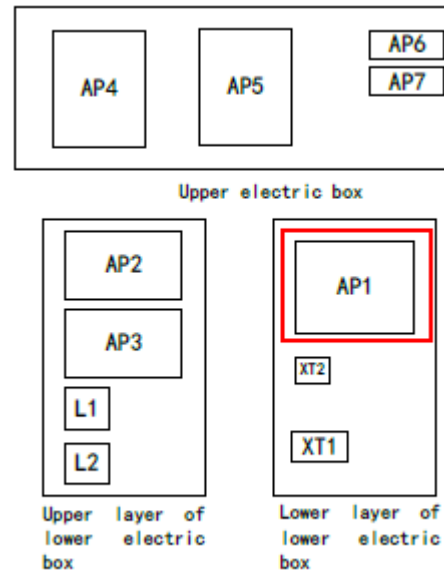 AP4
AP5
AP6
AP7
Upper electric box
AP2
AP3
L1
L2
Upper layer of
lower electric
box
AP1
XT2
XT1
Lower layer of
lower electric
box